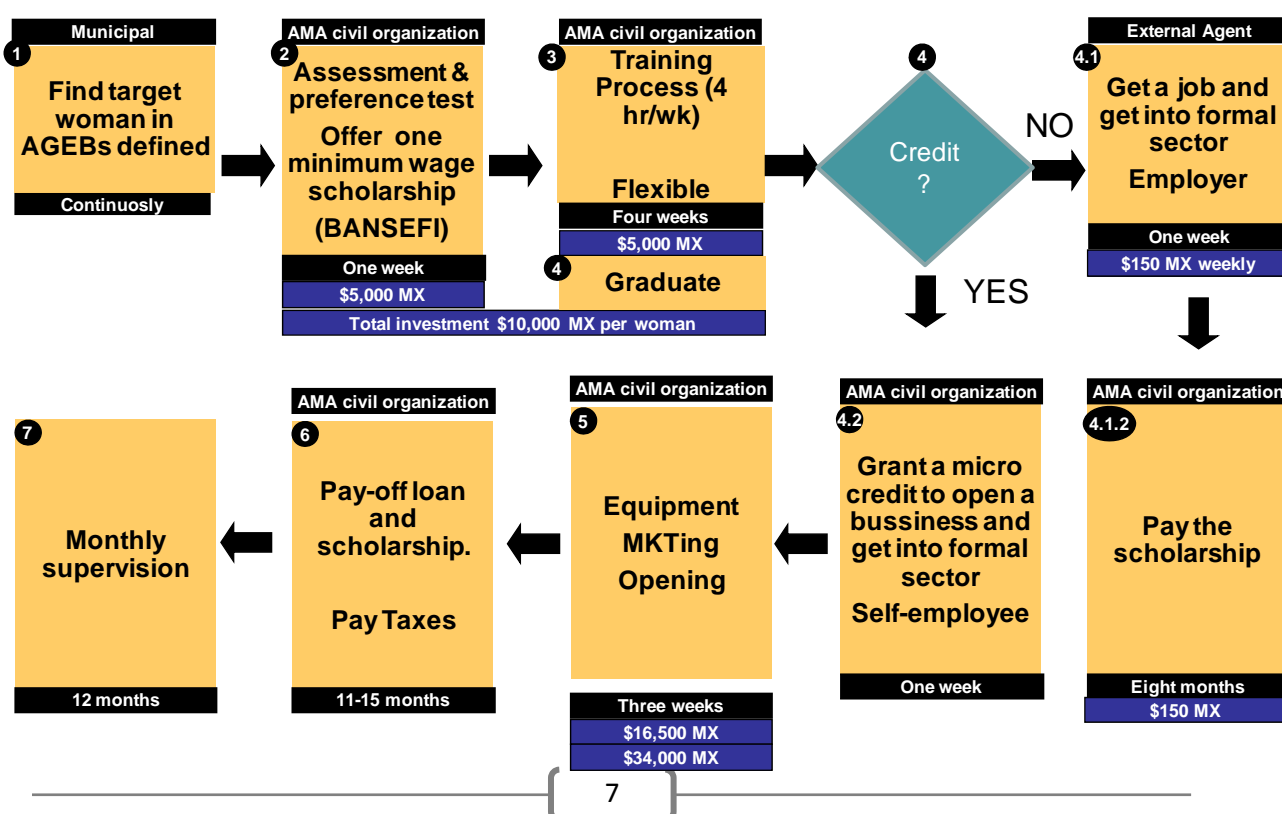 Municipal
1
Find target
woman in
AGEBs defined
Continuosly
AMA civil organization
2
Assessment &
preference test
Offer one
minimum wage
scholarship
(BANSEFI)
One week
$5,000 MX
AMA civil organization
3
Training
Process (4
hr/wk)
Flexible
Four weeks
$5,000 MX
4
Graduate
Total investment $10,000 MX per woman
4
Credit
?
NO
YES
External Agent
4.1
Get a job and
get into formal
sector
Employer
One week
$150 MX weekly
7
Monthly
supervision
12 months
AMA civil organization
6
Pay-off loan
and
scholarship.
Pay Taxes
11-15 months
AMA civil organization
5
Equipment
MKTing
Opening
Three weeks
$16,500 MX
$34,000 MX
AMA civil organization
4.2
Grant a micro
credit to open a
bussiness and
get into formal
sector
Self-employee
One week
AMA civil organization
4.1.2
Pay the
scholarship
Eight months
$150 MX
7